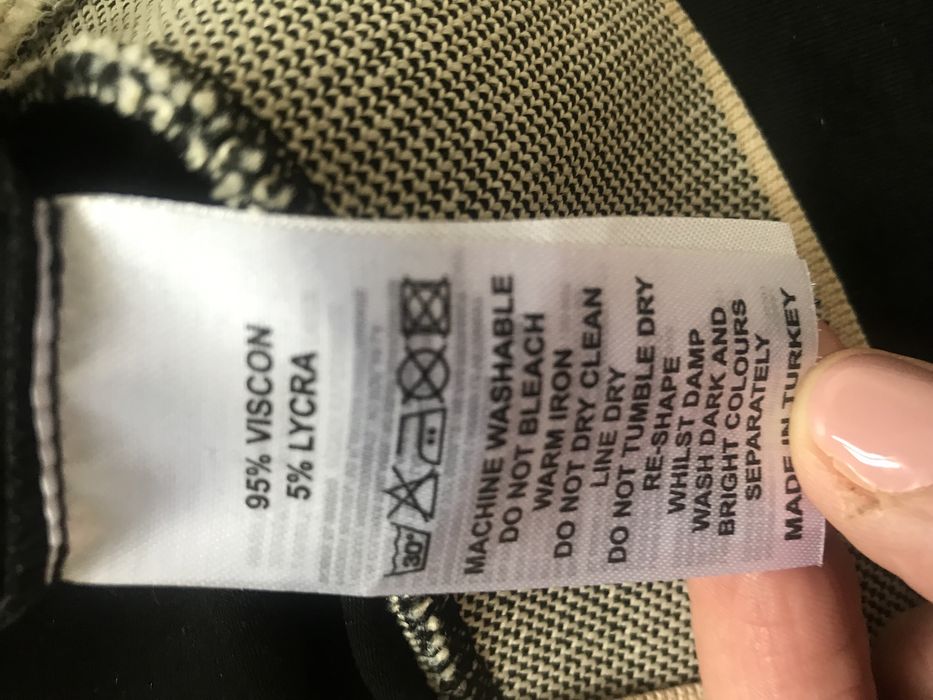 95% VISCON
5% LYCRA
30°
MACHINE WASHABLE
DO NOT BLEACH
WARM IRON
DO NOT DRY CLEAN
LINE DRY
DO NOT TUMBLE DRY
RE-SHAPE
WHILST DAMP
WASH DARK AND
BRIGHT COLOURS
SEPARATELY
MADE IN TURKEY